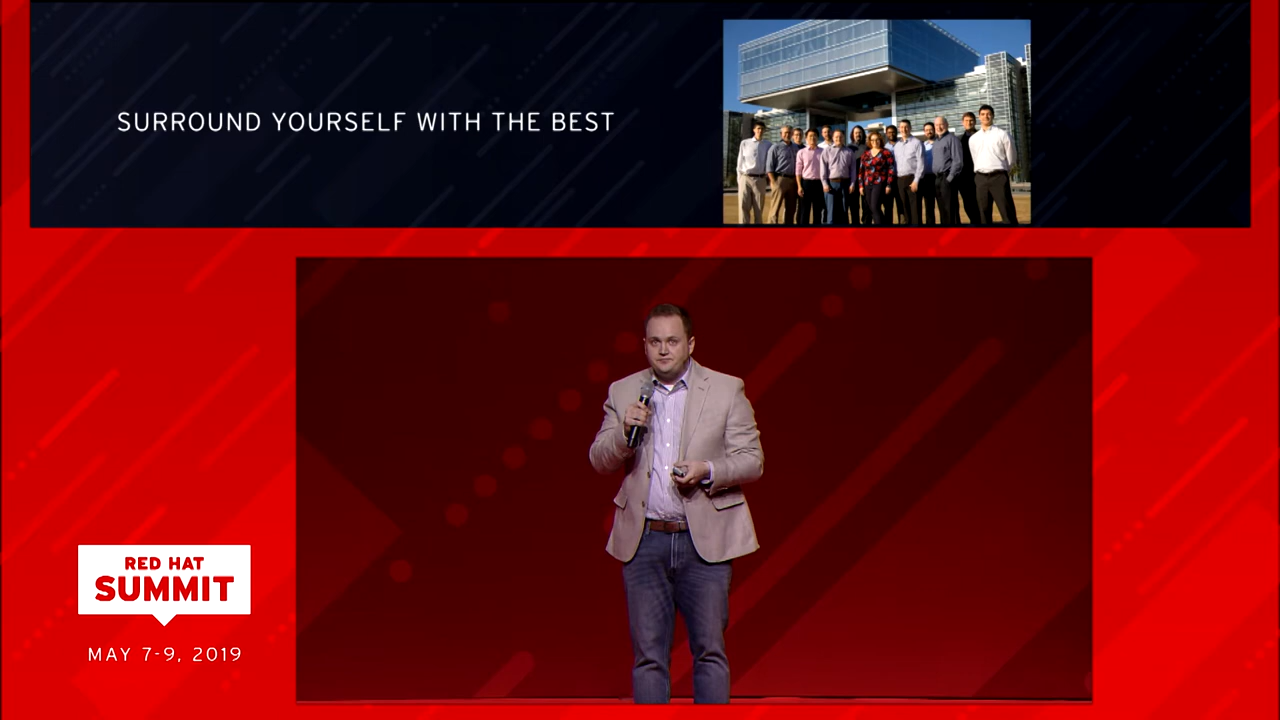 SURROUND YOURSELF WITH THE BEST
RED HAT
SUMMIT
MAY 7-9, 2019